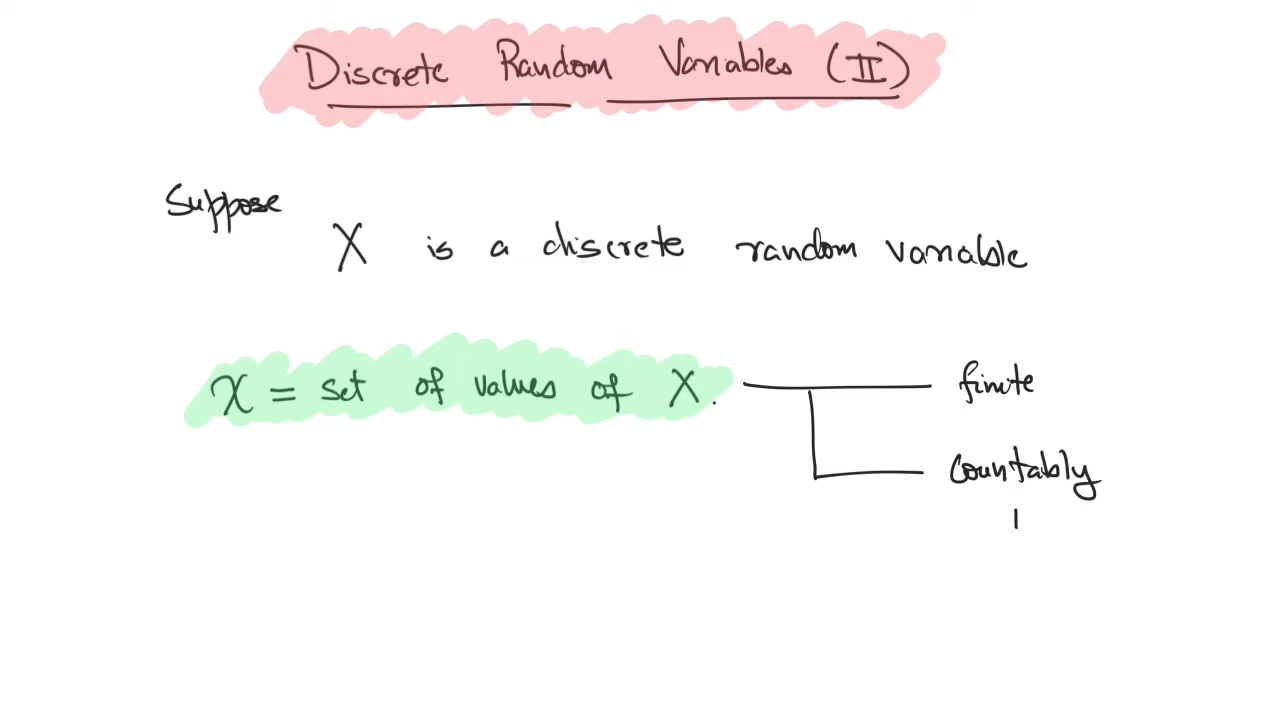 Discrete Random Variables (II)
Suppose
X is a discrete random variable
𝒳 = set of values of X.
finite
Countably
I